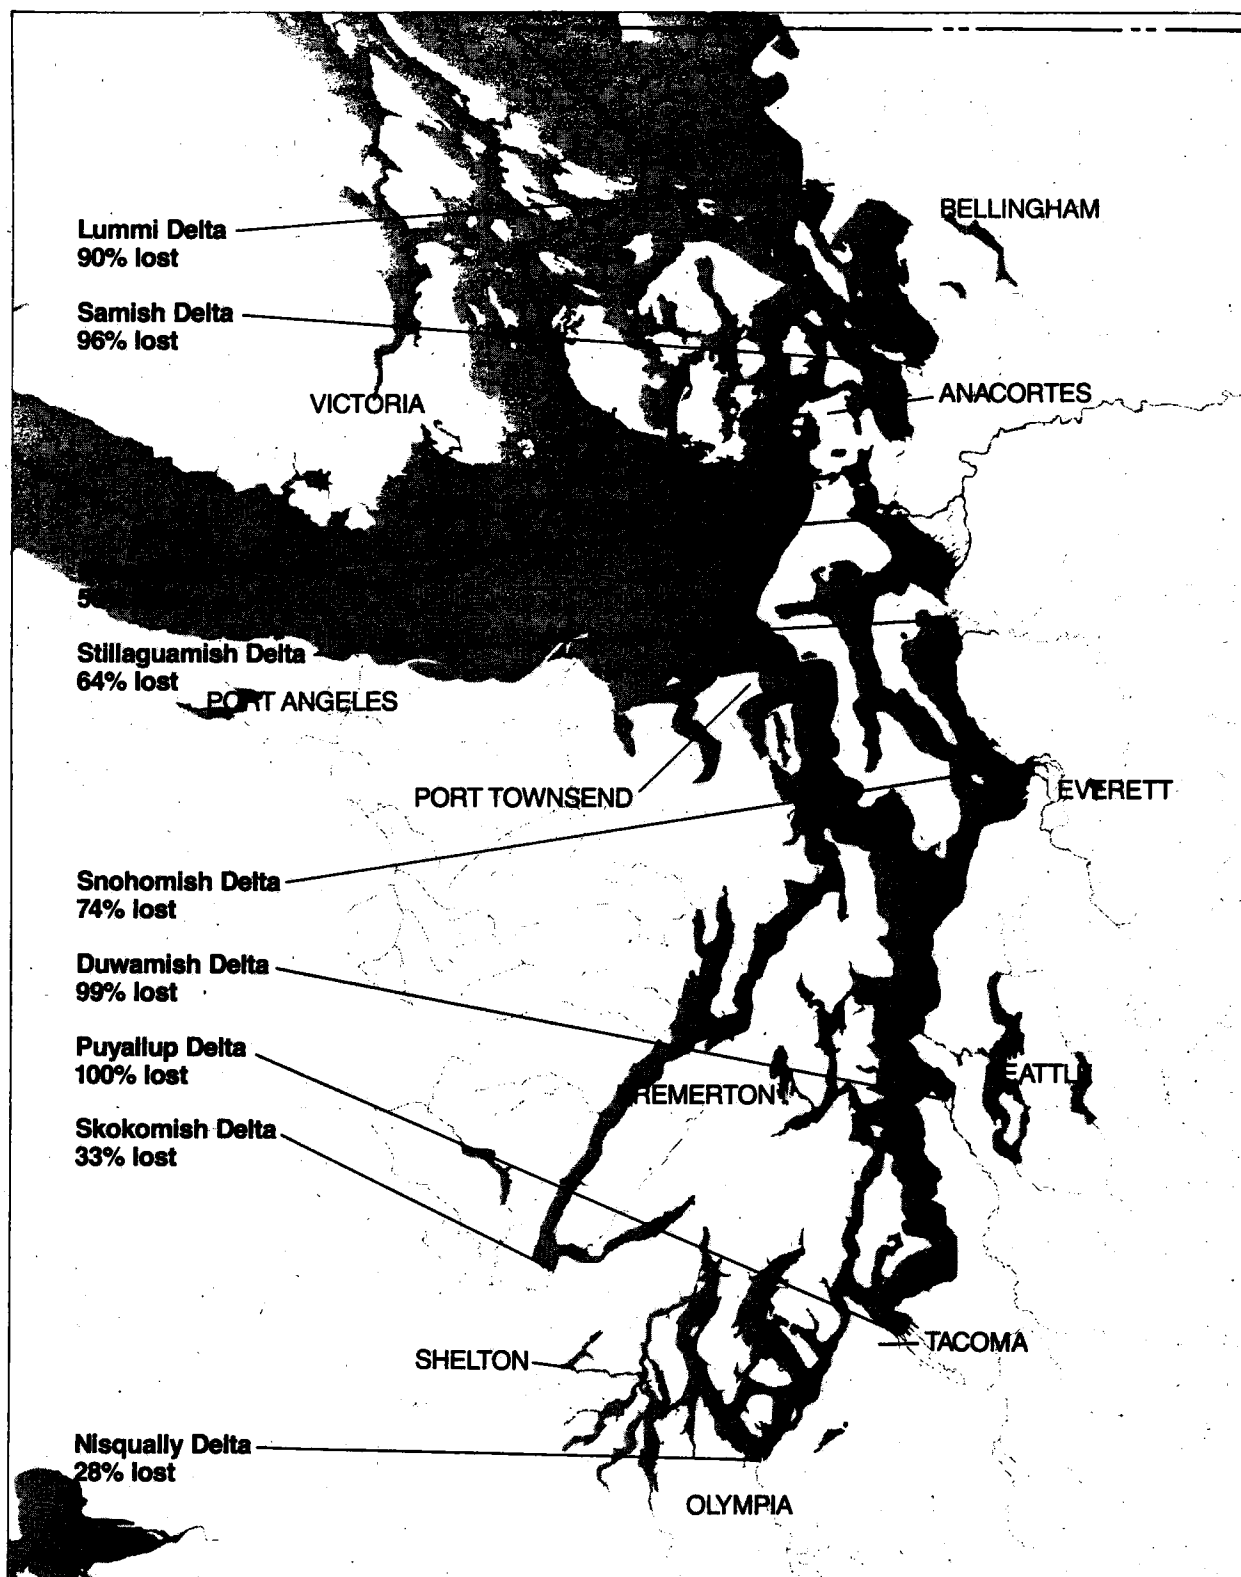 Lummi Delta
90% lost
BELLINGHAM
Samish Delta
96% lost
VICTORIA
ANACORTES
Stillaguamish Delta
64% lost
PORT ANGELES
PORT TOWNSEND
EVERETT
Snohomish Delta
74% lost
Duwamish Delta
99% lost
Puyallup Delta
100% lost
EATTLE
REMERTON
Skokomish Delta
33% lost
TACOMA
SHELTON
Nisqually Delta
28% lost
OLYMPIA